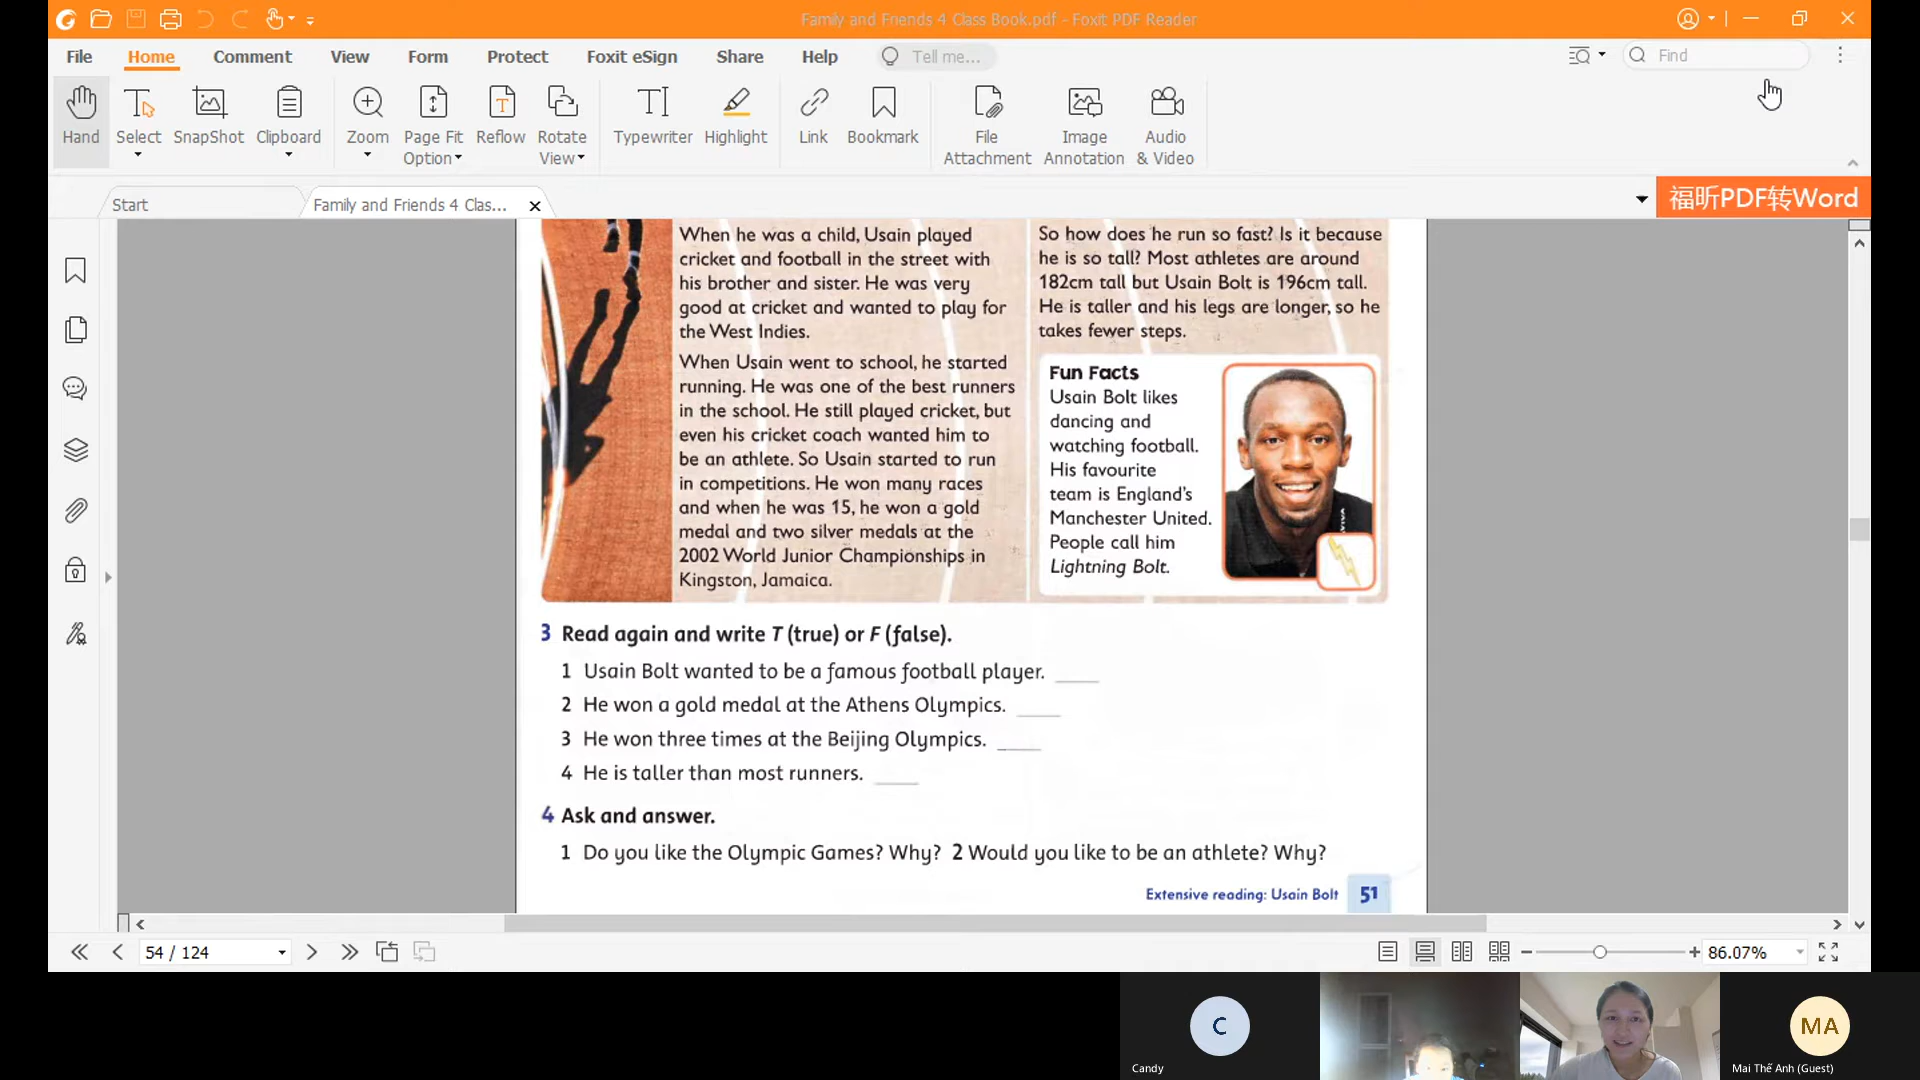 Family and Friends 4 Class Book.pdf - Foxit PDF Reader
File Home Comment View Form Protect Foxit eSign Share Help Tell me... Find
Hand Select SnapShot Clipboard Zoom Page Fit Option Reflow Rotate View Typewriter Highlight Link Bookmark File Attachment Image Annotation Audio & Video
Start Family and Friends 4 Clas... 福昕PDF转Word
When he was a child, Usain played
cricket and football in the street with
his brother and sister. He was very
good at cricket and wanted to play for
the West Indies.
When Usain went to school, he started
running. He was one of the best runners
in the school. He still played cricket, but
even his cricket coach wanted him to
be an athlete. So Usain started to run
in competitions. He won many races
and when he was 15, he won a gold
medal and two silver medals at the
2002 World Junior Championships in
Kingston, Jamaica.
So how does he run so fast? Is it because
he is so tall? Most athletes are around
182cm tall but Usain Bolt is 196cm tall.
He is taller and his legs are longer, so he
takes fewer steps.
Fun Facts
Usain Bolt likes
dancing and
watching football.
His favourite
team is England's
Manchester United.
People call him
Lightning Bolt.
3 Read again and write T (true) or F (false).
1 Usain Bolt wanted to be a famous football player. ____
2 He won a gold medal at the Athens Olympics. ____
3 He won three times at the Beijing Olympics. ____
4 He is taller than most runners. ____
4 Ask and answer.
1 Do you like the Olympic Games? Why? 2 Would you like to be an athlete? Why?
Extensive reading: Usain Bolt 51
54 / 124 86.07%
C
Candy
MA
Mai Thế Anh (Guest)